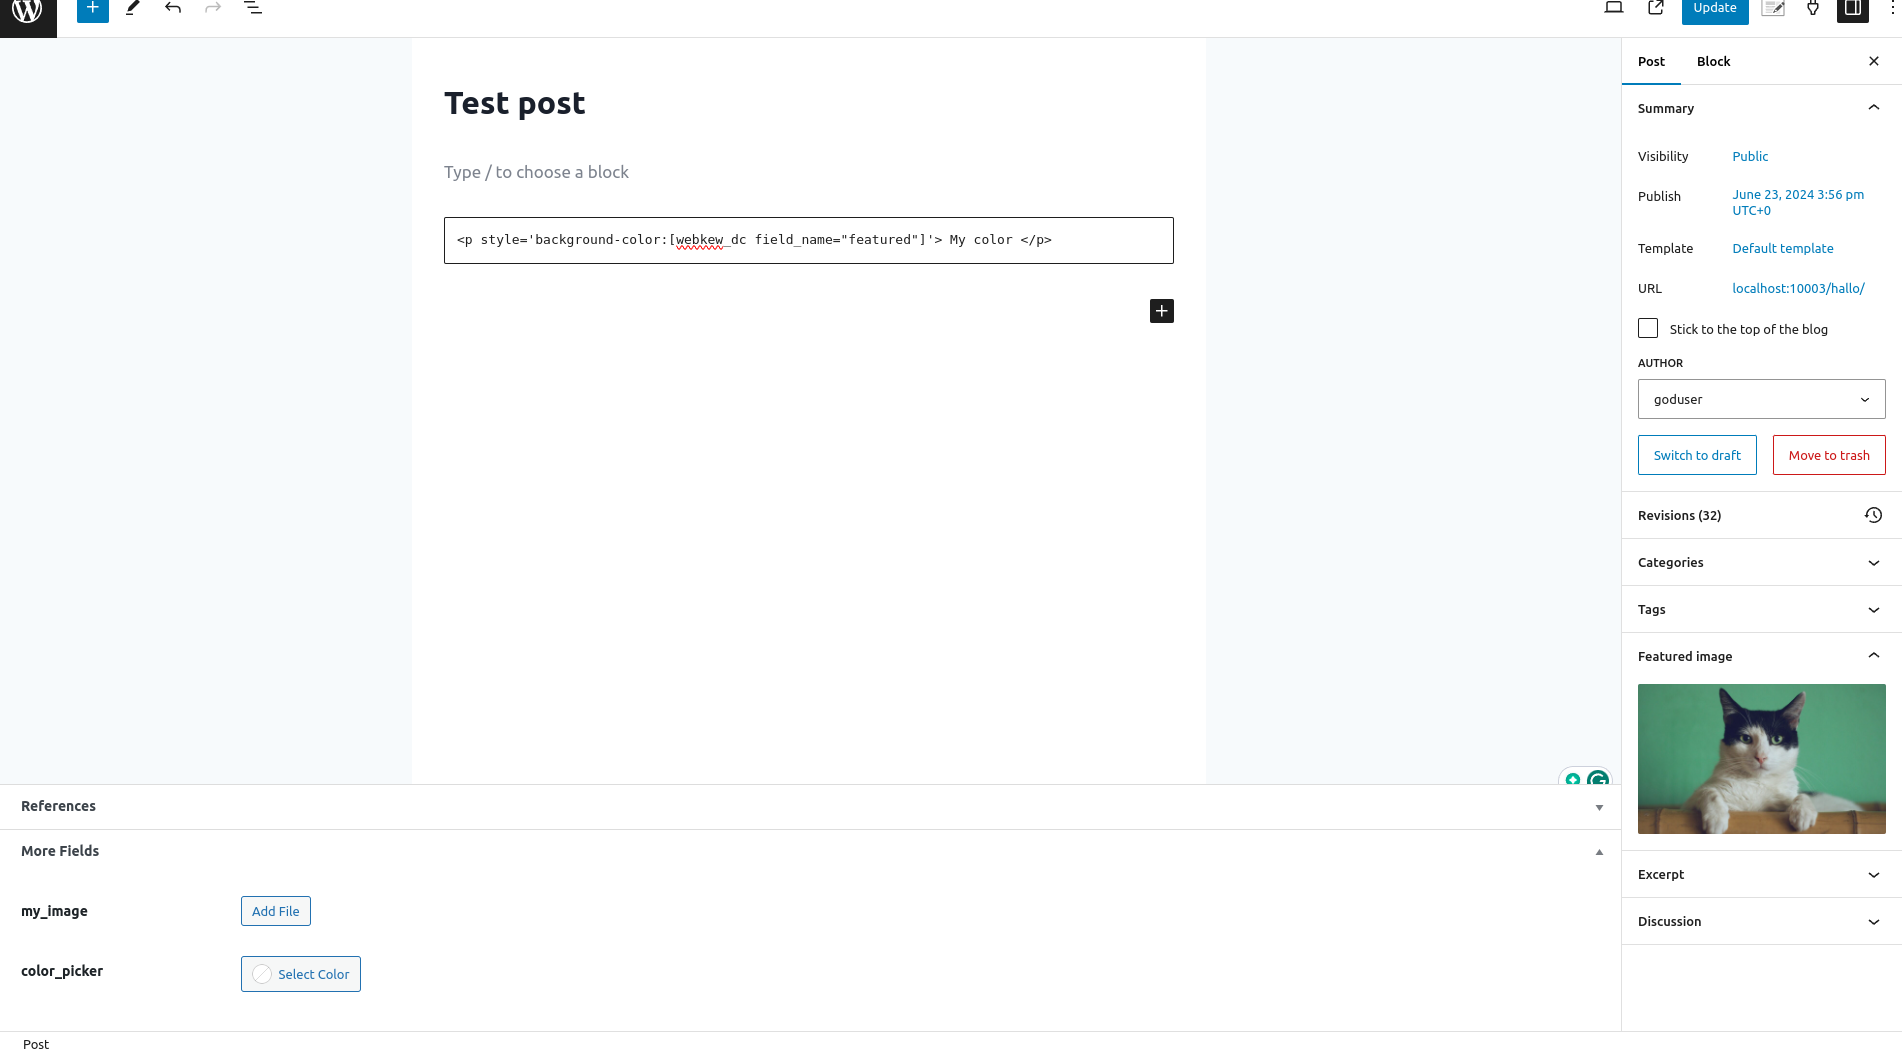 Update
Post
Block
Test post
Type / to choose a block
<p style='background-color:[webkew_dc field_name="featured"]'> My color </p>
Summary
Visibility
Public
Publish
June 23, 2024 3:56 pm
UTC+0
Template
Default template
URL
localhost:10003/hallo/
Stick to the top of the blog
AUTHOR
goduser
Switch to draft
Move to trash
Revisions (32)
Categories
Tags
Featured image
Excerpt
Discussion
References
More Fields
my_image
Add File
color_picker
Select Color
Post